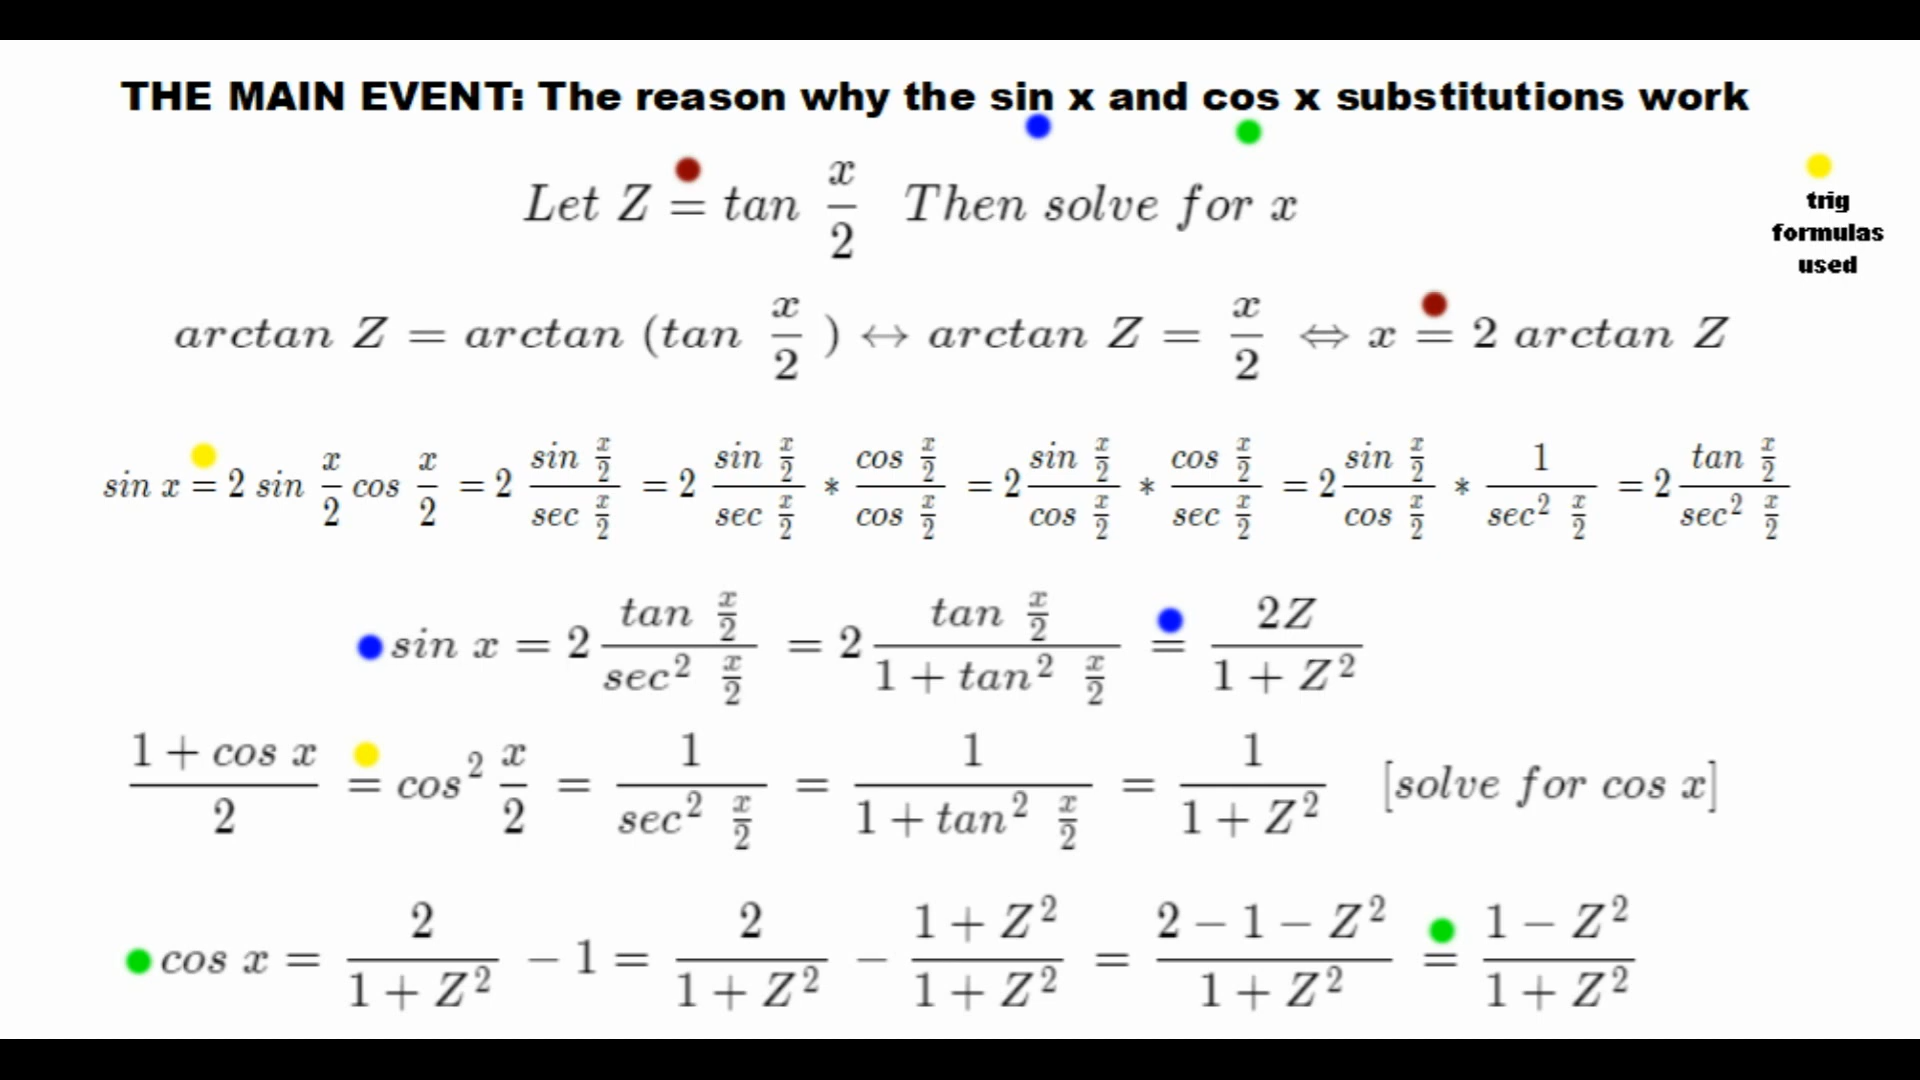 THE MAIN EVENT: The reason why the sin x and cos x substitutions work
Let Z = tan x/2 Then solve for x
trig
formulas
used
arctan Z = arctan (tan x/2 ) ↔ arctan Z = x/2 ⇔ x = 2 arctan Z
sin x = 2 sin x/2 cos x/2 = 2 (sin x/2)/(sec x/2) = 2 (sin x/2)/(sec x/2) * (cos x/2)/(cos x/2) = 2 (sin x/2)/(cos x/2) * (cos x/2)/(sec x/2) = 2 (sin x/2)/(cos x/2) * 1/(sec² x/2) = 2 (tan x/2)/(sec² x/2)
sin x = 2 (tan x/2)/(sec² x/2) = 2 (tan x/2)/(1 + tan² x/2) = 2Z/(1 + Z²)
(1 + cos x)/2 = cos² x/2 = 1/(sec² x/2) = 1/(1 + tan² x/2) = 1/(1 + Z²) [solve for cos x]
cos x = 2/(1 + Z²) − 1 = 2/(1 + Z²) − (1 + Z²)/(1 + Z²) = (2 − 1 − Z²)/(1 + Z²) = (1 − Z²)/(1 + Z²)